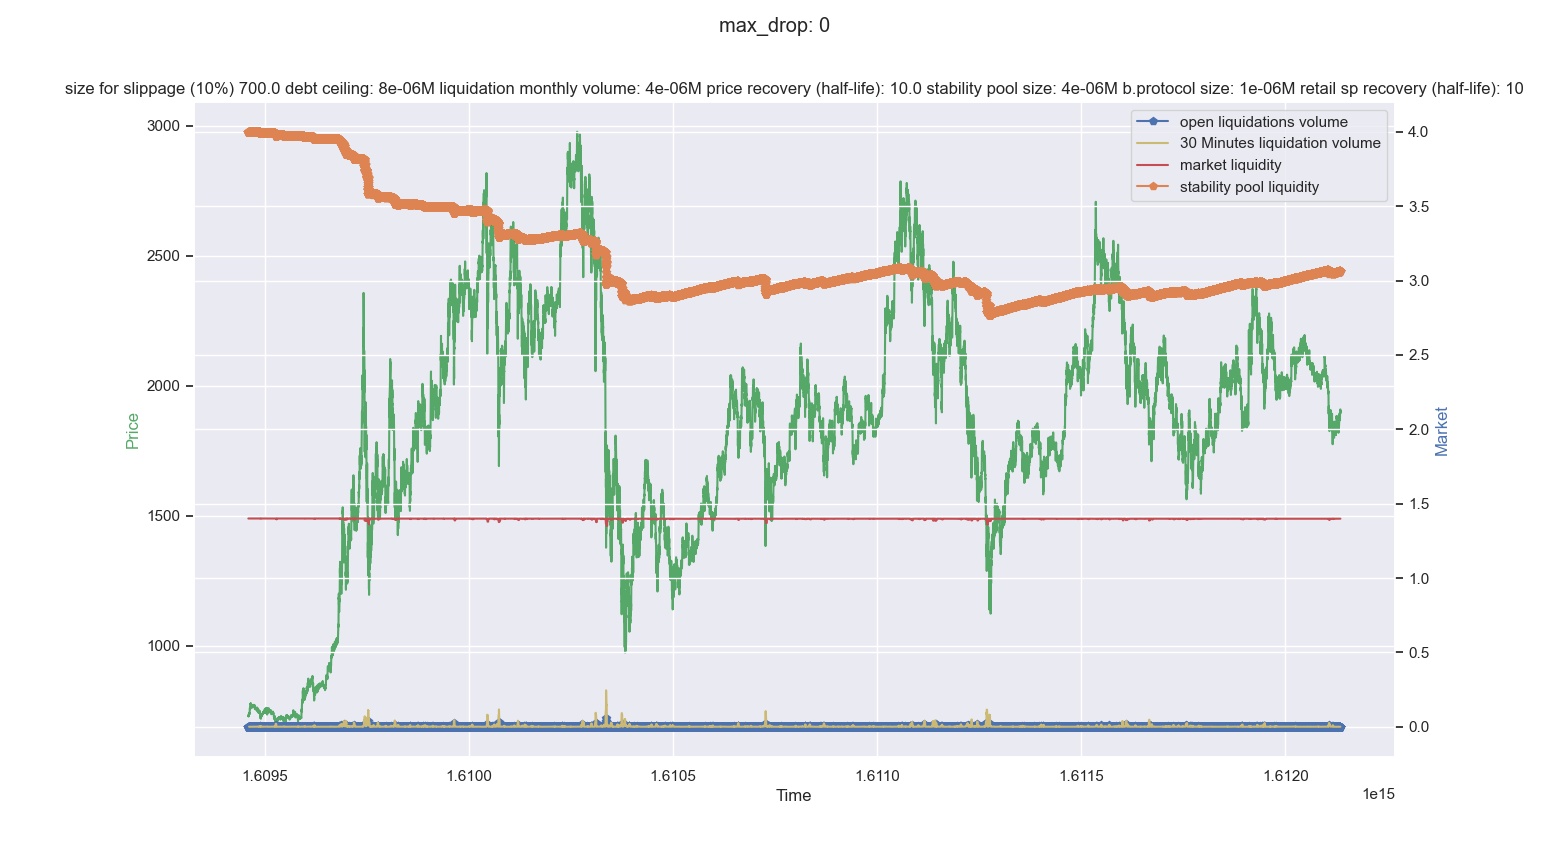 max_drop: 0
size for slippage (10%) 700.0 debt ceiling: 8e-06M liquidation monthly volume: 4e-06M price recovery (half-life): 10.0 stability pool size: 4e-06M b.protocol size: 1e-06M retail sp recovery (half-life): 10
open liquidations volume
30 Minutes liquidation volume
market liquidity
stability pool liquidity
3000
2500
2000
1500
1000
Price
4.0
3.5
3.0
2.5
2.0
1.5
1.0
0.5
0.0
Market
1.6095 1.6100 1.6105 1.6110 1.6115 1.6120
1e15
Time